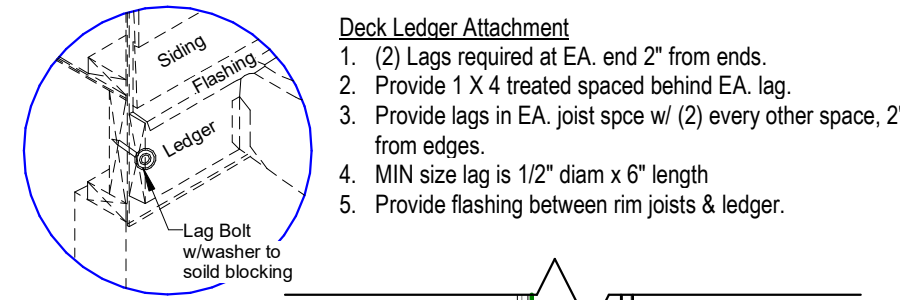 Siding
Flashing
Ledger
Lag Bolt
w/washer to
soild blocking
Deck Ledger Attachment
1. (2) Lags required at EA. end 2" from ends.
2. Provide 1 X 4 treated spaced behind EA. lag.
3. Provide lags in EA. joist spce w/ (2) every other space, 2"
from edges.
4. MIN size lag is 1/2" diam x 6" length
5. Provide flashing between rim joists & ledger.